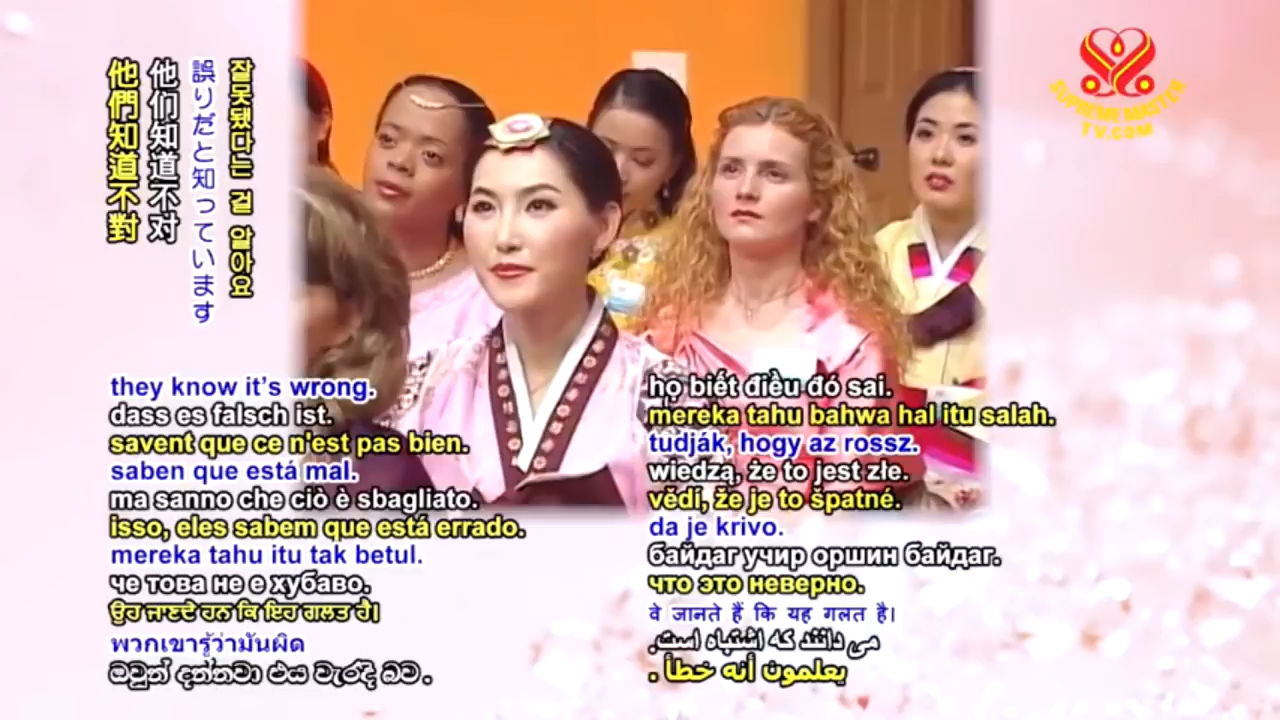 他們知道不對
他们知道不对
誤りだと知っています
잘못됐다는 걸 알아요
SUPREME MASTER
TV.COM
they know it's wrong.
dass es falsch ist.
savent que ce n'est pas bien.
saben que está mal.
ma sanno che ciò è sbagliato.
isso, eles sabem que está errado.
mereka tahu itu tak betul.
че това не е хубаво.
ਉਹ ਜਾਣਦੇ ਹਨ ਕਿ ਇਹ ਗਲਤ ਹੈ।
พวกเขารู้ว่ามันผิด
ඔවුන් දන්නවා එය වැරදි බව.
họ biết điều đó sai.
mereka tahu bahwa hal itu salah.
tudják, hogy az rossz.
wiedzą, że to jest złe.
vědí, že je to špatné.
da je krivo.
байдаг учир оршин байдаг.
что это неверно.
वे जानते हैं कि यह गलत है।
می دانند که اشتباه است.
يعلمون أنه خطأ .